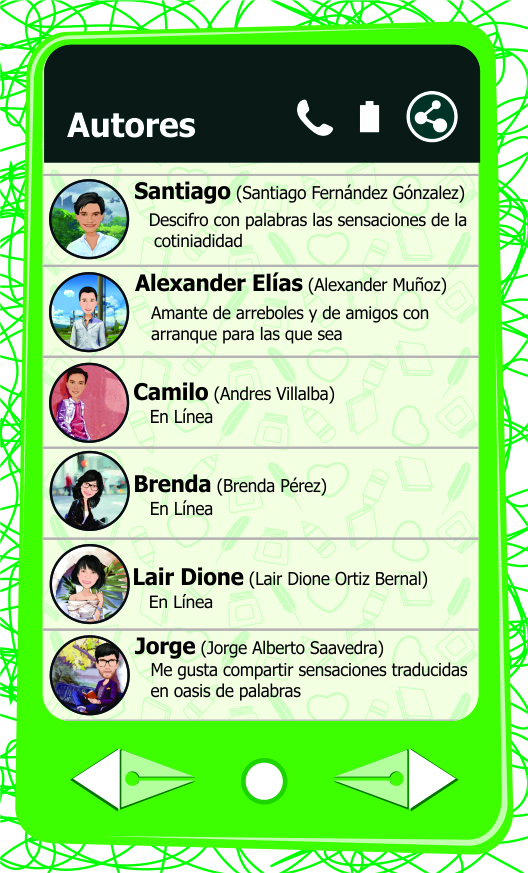 Autores
Santiago (Santiago Fernández Gónzalez)
Descifro con palabras las sensaciones de la
cotiniadidad
Alexander Elías (Alexander Muñoz)
Amante de arreboles y de amigos con
arranque para las que sea
Camilo (Andres Villalba)
En Línea
Brenda (Brenda Pérez)
En Línea
Lair Dione (Lair Dione Ortiz Bernal)
En Línea
Jorge (Jorge Alberto Saavedra)
Me gusta compartir sensaciones traducidas
en oasis de palabras